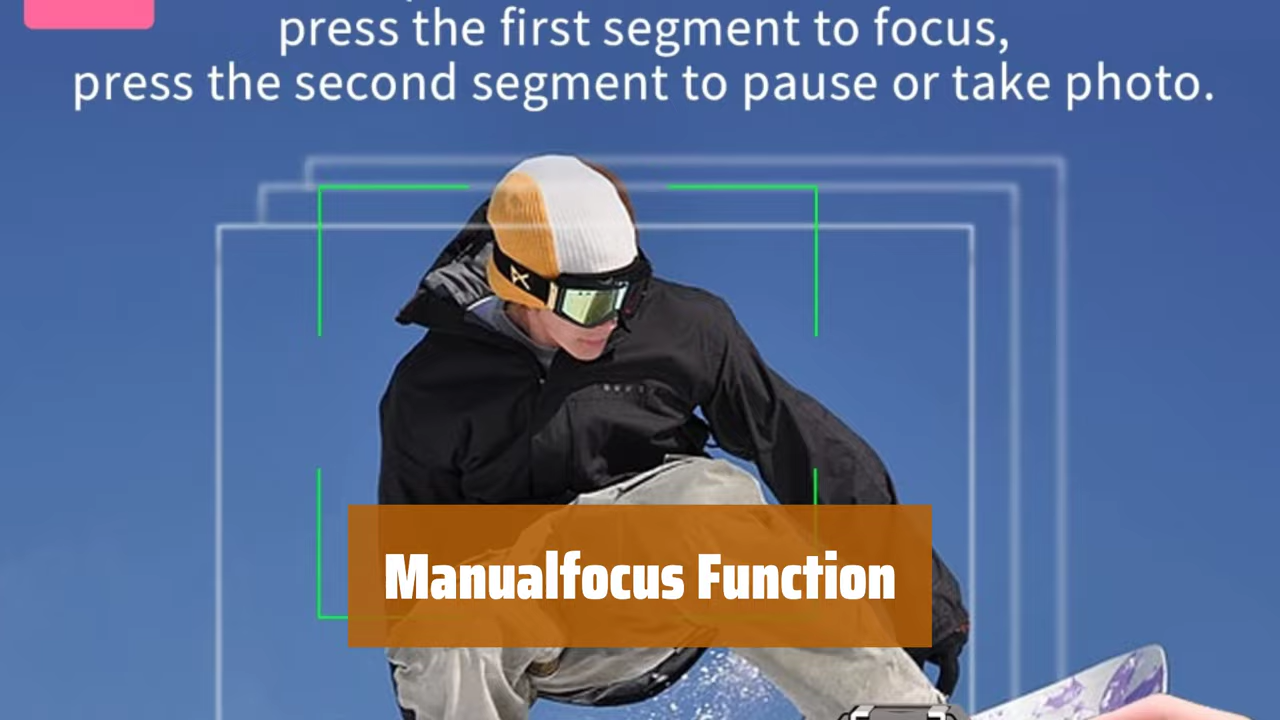 press the first segment to focus,
press the second segment to pause or take photo.
Manualfocus Function